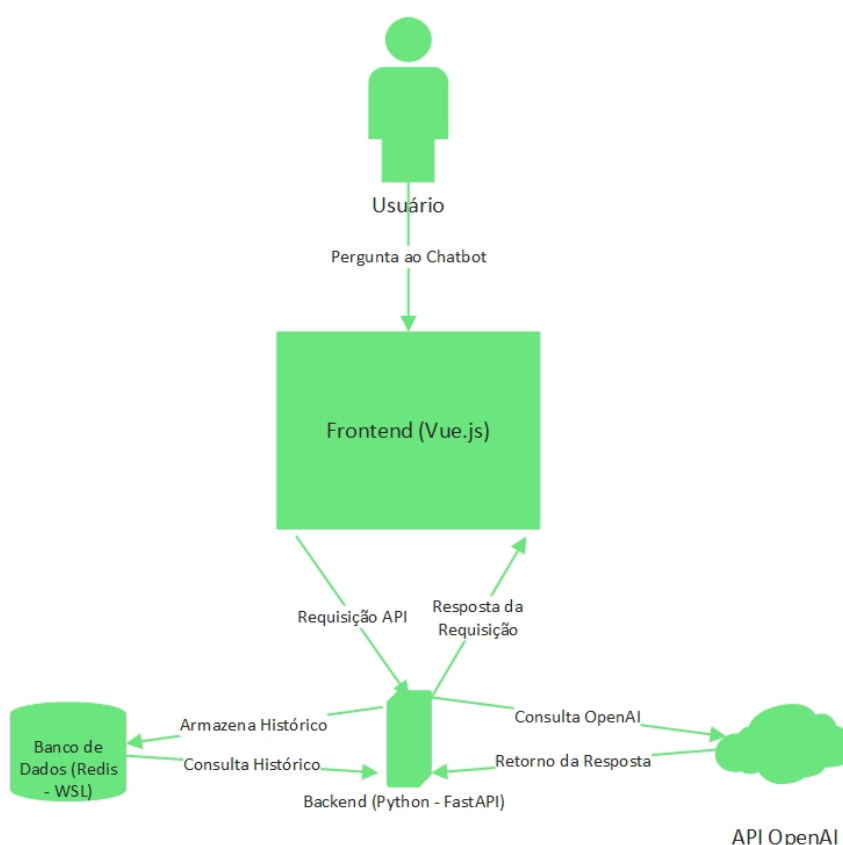 Usuário
Pergunta ao Chatbot
Frontend (Vue.js)
Requisição API
Resposta da
Requisição
Armazena Histórico
Consulta OpenAI
Banco de
Dados (Redis
- WSL)
Consulta Histórico
Retorno da Resposta
Backend (Python - FastAPI)
API OpenAI